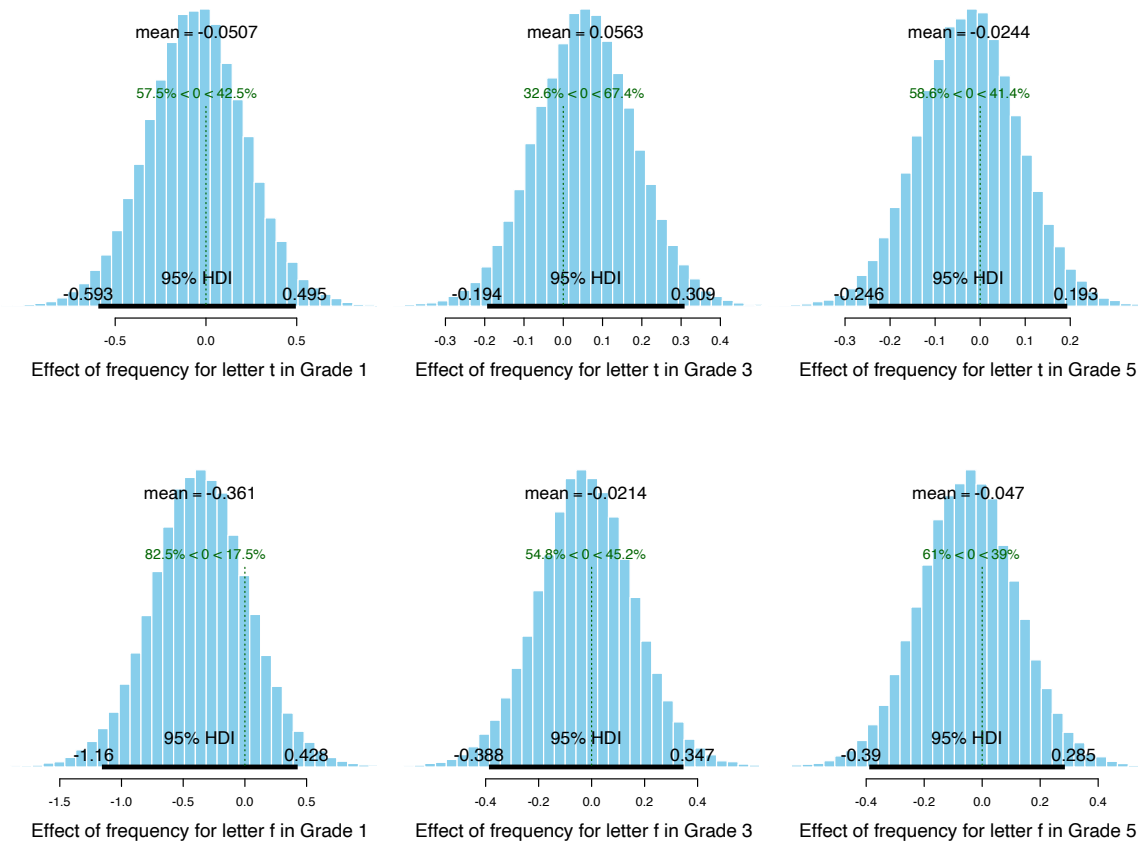 mean = -0.0507
57.5% < 0 < 42.5%
95% HDI
-0.593 0.495
-0.5 0.0 0.5
Effect of frequency for letter t in Grade 1
mean = 0.0563
32.6% < 0 < 67.4%
95% HDI
-0.194 0.309
-0.3 -0.2 -0.1 0.0 0.1 0.2 0.3 0.4
Effect of frequency for letter t in Grade 3
mean = -0.0244
58.6% < 0 < 41.4%
95% HDI
-0.246 0.193
-0.3 -0.2 -0.1 0.0 0.1 0.2
Effect of frequency for letter t in Grade 5
mean = -0.361
82.5% < 0 < 17.5%
95% HDI
-1.16 0.428
-1.5 -1.0 -0.5 0.0 0.5
Effect of frequency for letter f in Grade 1
mean = -0.0214
54.8% < 0 < 45.2%
95% HDI
-0.388 0.347
-0.4 -0.2 0.0 0.2 0.4
Effect of frequency for letter f in Grade 3
mean = -0.047
61% < 0 < 39%
95% HDI
-0.39 0.285
-0.4 -0.2 0.0 0.2 0.4
Effect of frequency for letter f in Grade 5